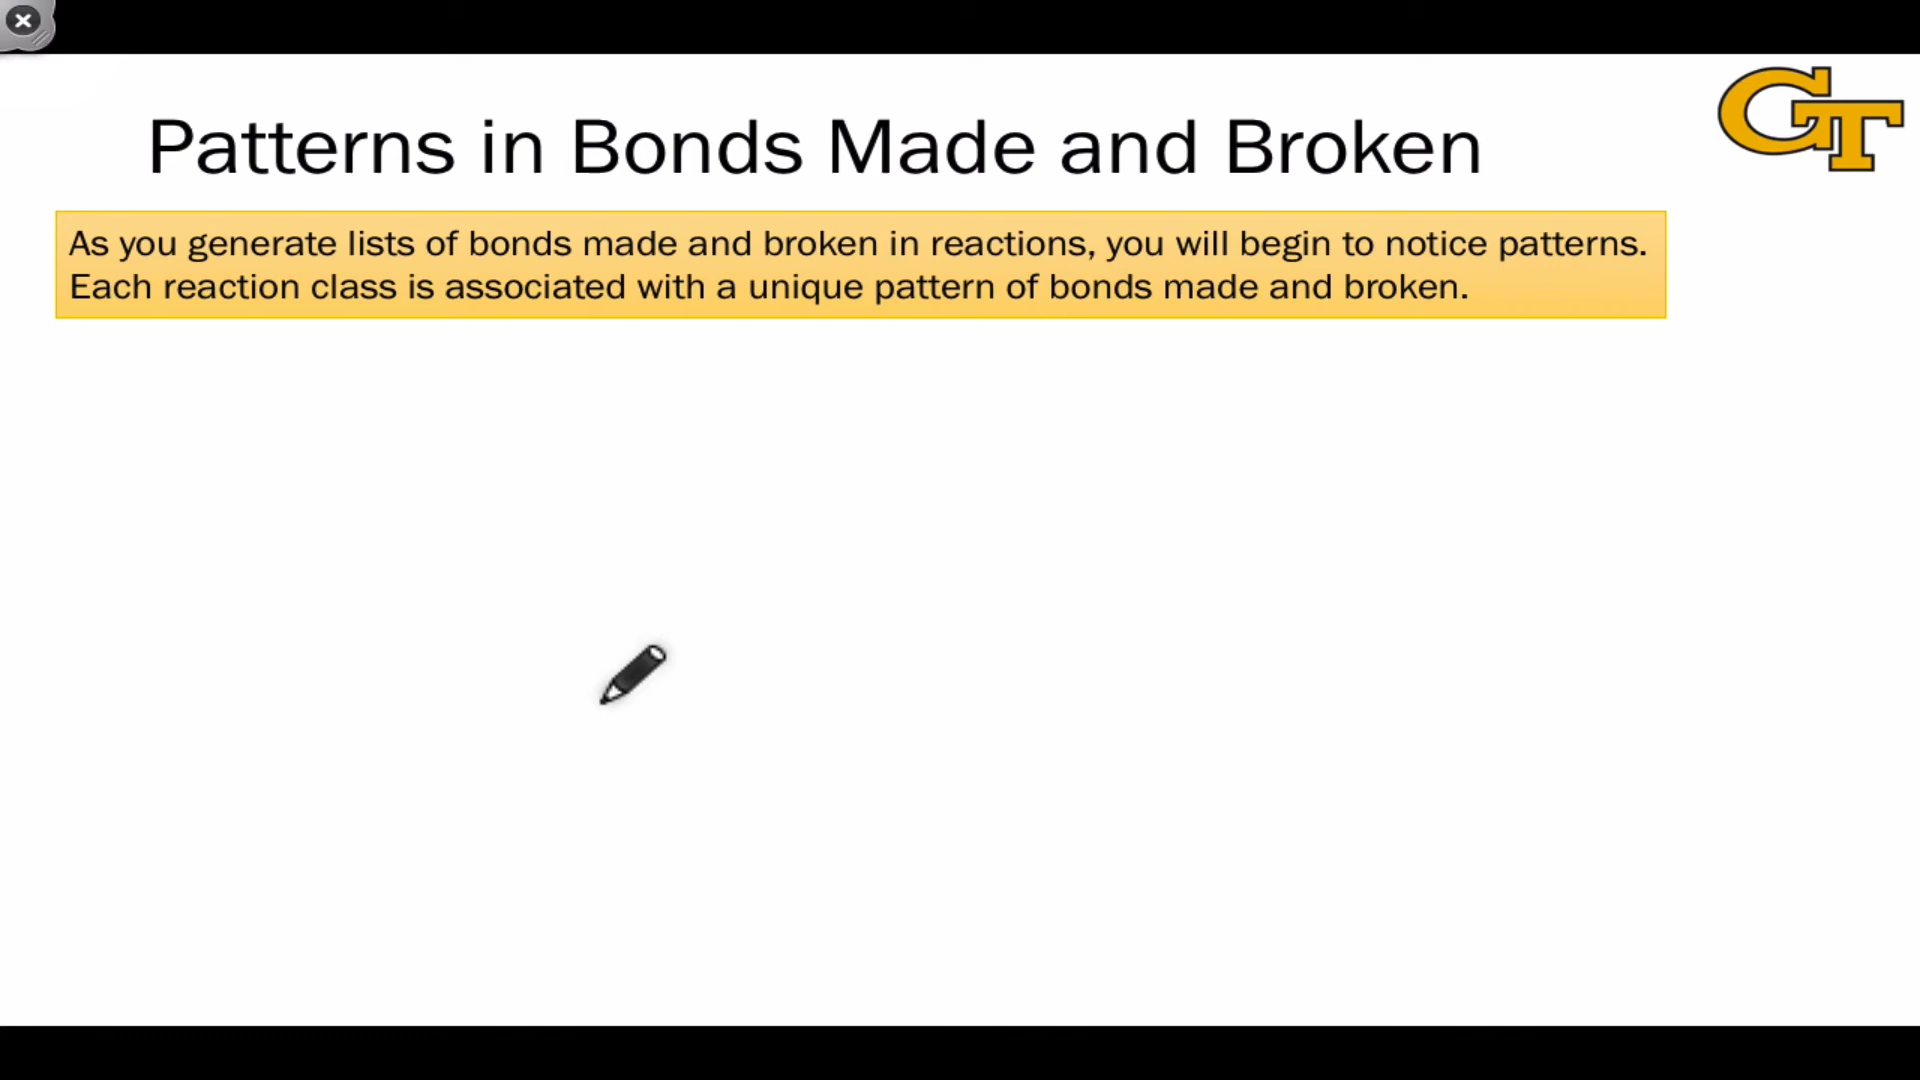 GT
Patterns in Bonds Made and Broken
As you generate lists of bonds made and broken in reactions, you will begin to notice patterns.
Each reaction class is associated with a unique pattern of bonds made and broken.